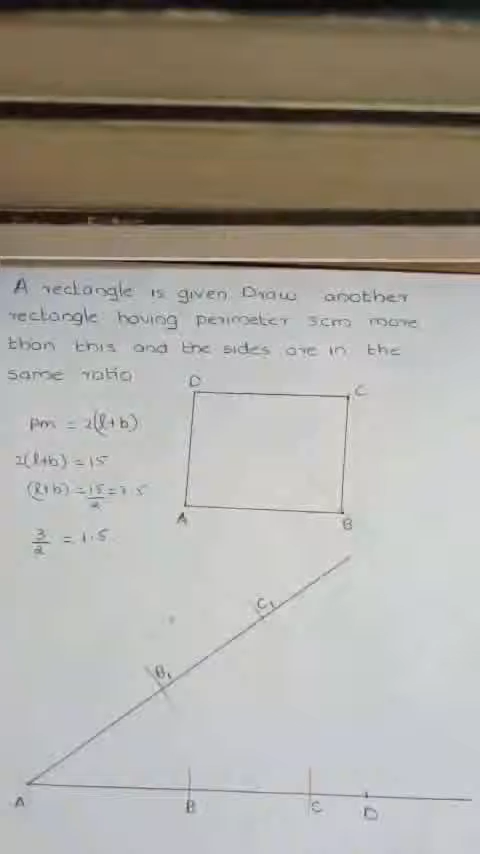 A rectangle is given Draw another
rectangle having perimeter 3cm more
than this and the sides are in the
same ratio
D
C
pm = 2(l+b)
2(l+b) = 15
(l+b) = 15/2 = 7.5
A
B
3/2 = 1.5
C1
B1
A
B
C
D